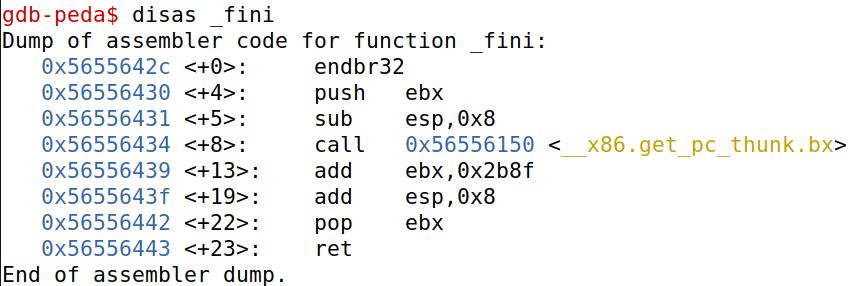 gdb-peda$ disas _fini
Dump of assembler code for function _fini:
   0x5655642c <+0>:     endbr32
   0x56556430 <+4>:     push   ebx
   0x56556431 <+5>:     sub    esp,0x8
   0x56556434 <+8>:     call   0x56556150 <__x86.get_pc_thunk.bx>
   0x56556439 <+13>:    add    ebx,0x2b8f
   0x5655643f <+19>:    add    esp,0x8
   0x56556442 <+22>:    pop    ebx
   0x56556443 <+23>:    ret
End of assembler dump.